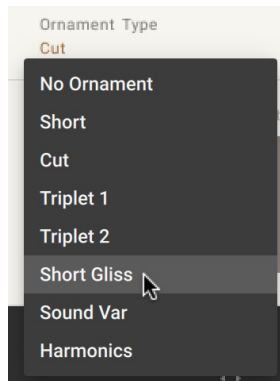 Ornament Type
Cut
No Ornament
Short
Cut
Triplet 1
Triplet 2
Short Gliss
Sound Var
Harmonics